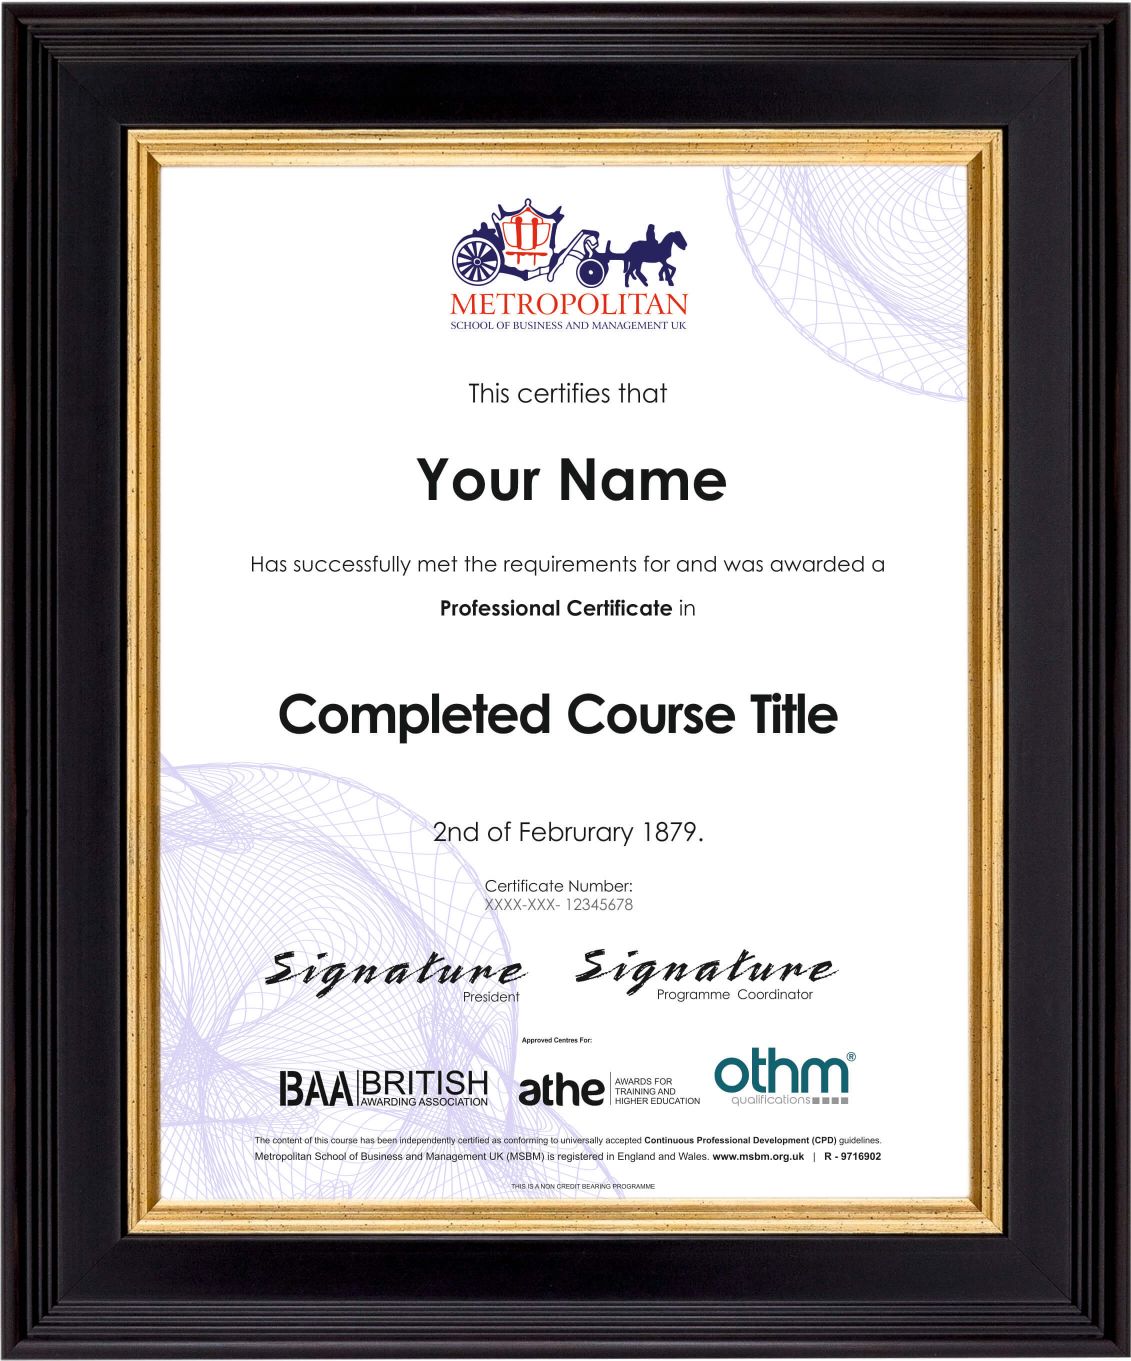 METROPOLITAN
SCHOOL OF BUSINESS AND MANAGEMENT UK
This certifies that
Your Name
Has successfully met the requirements for and was awarded a
Professional Certificate in
Completed Course Title
2nd of Februrary 1879.
Certificate Number:
XXXX-XXX- 12345678
Signature Signature
President Programme Coordinator
Approved Centres For:
BAA BRITISH AWARDING ASSOCIATION
athe AWARDS FOR TRAINING AND HIGHER EDUCATION
othm® qualifications
The content of this course has been independently certified as conforming to universally accepted Continuous Professional Development (CPD) guidelines.
Metropolitan School of Business and Management UK (MSBM) is registered in England and Wales. www.msbm.org.uk | R - 9716902
THIS IS A NON CREDIT BEARING PROGRAMME